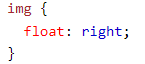 img {
  float: right;
}